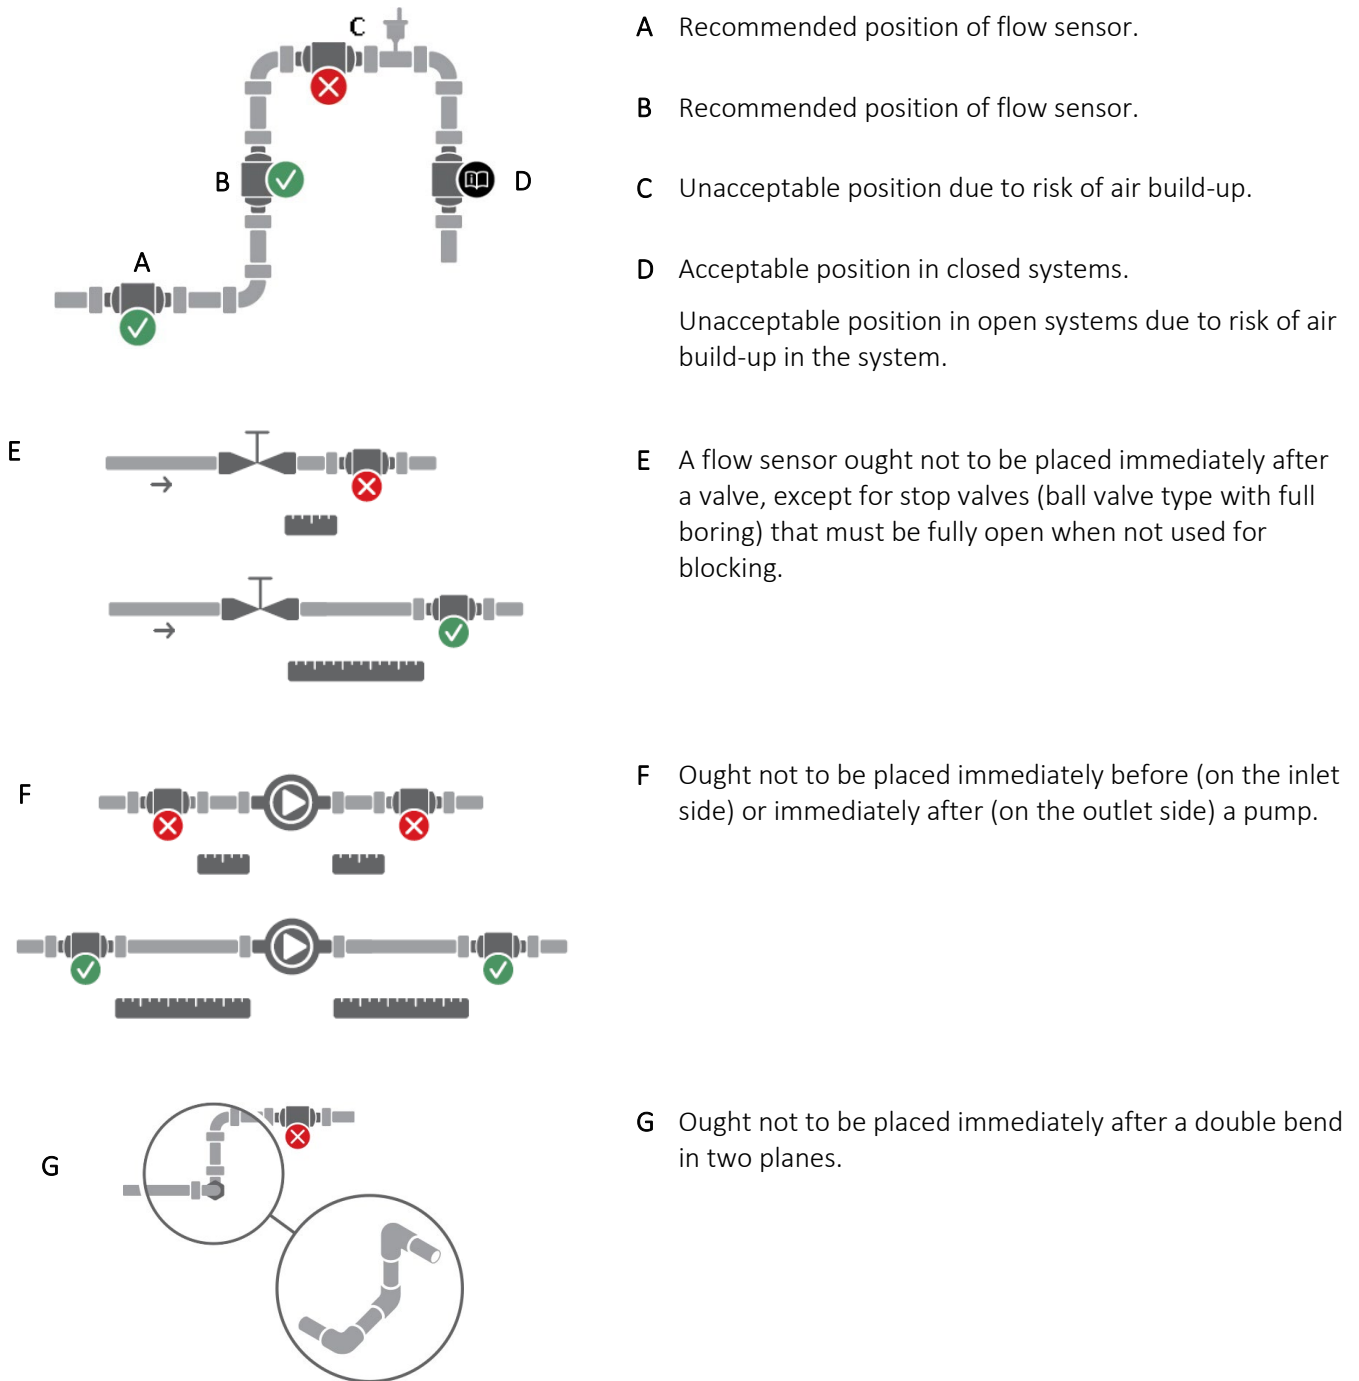 C
B
D
A
A Recommended position of flow sensor.
B Recommended position of flow sensor.
C Unacceptable position due to risk of air build-up.
D Acceptable position in closed systems.
Unacceptable position in open systems due to risk of air
build-up in the system.
E
E A flow sensor ought not to be placed immediately after
a valve, except for stop valves (ball valve type with full
boring) that must be fully open when not used for
blocking.
F
F Ought not to be placed immediately before (on the inlet
side) or immediately after (on the outlet side) a pump.
G
G Ought not to be placed immediately after a double bend
in two planes.